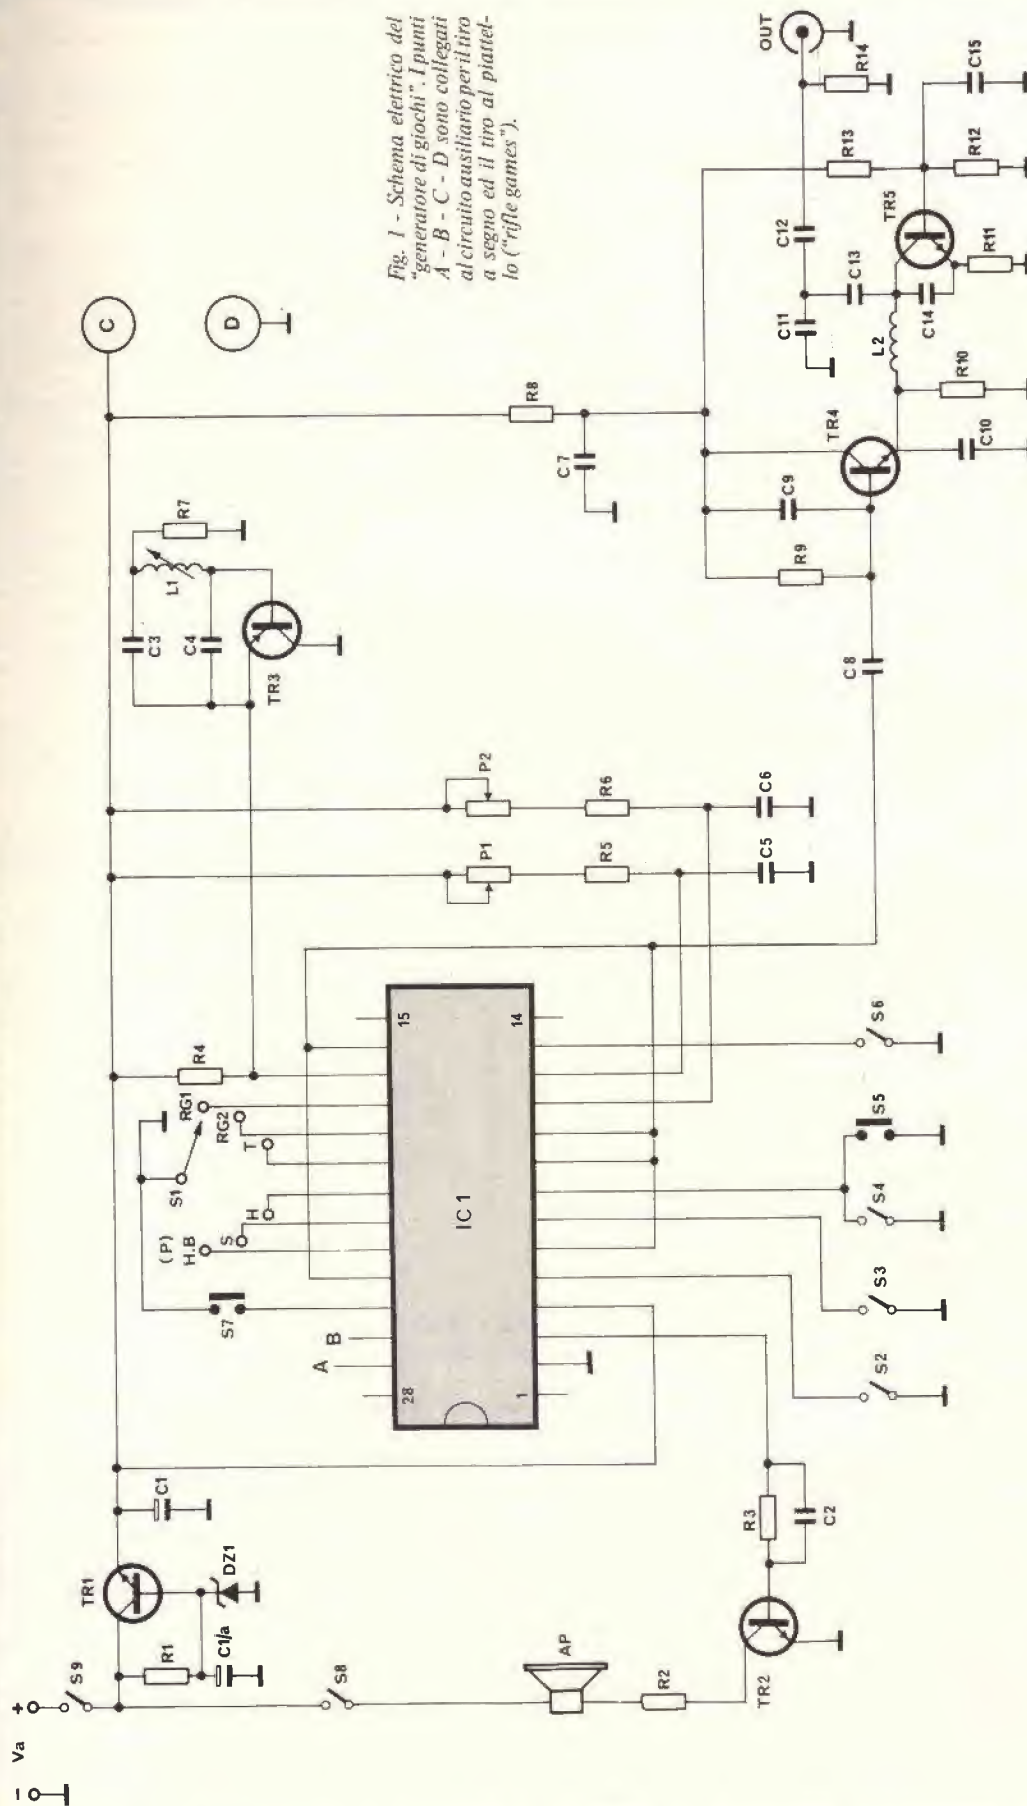 Fig. 1 - Schema elettrico del
"generatore di giochi". I punti
A - B - C - D sono collegati
al circuito ausiliario per il tiro
a segno ed il tiro al piattel-
lo ("rifle games").
- Va +
S9
TR1
R1
C1/a
DZ1
C1
S8
AP
R2
TR2
R3
C2
A
B
S7
(P)
H.B
S
H
S1
T
RG2
RG1
R4
28
15
IC 1
1
14
S2
S3
S4
S5
S6
P1
P2
R5
R6
C5
C6
C3
C4
L1
R7
TR3
C
D
R8
C7
C8
R9
C9
TR4
C10
R10
L2
C11
C12
C13
C14
TR5
R11
R12
R13
C15
R14
OUT